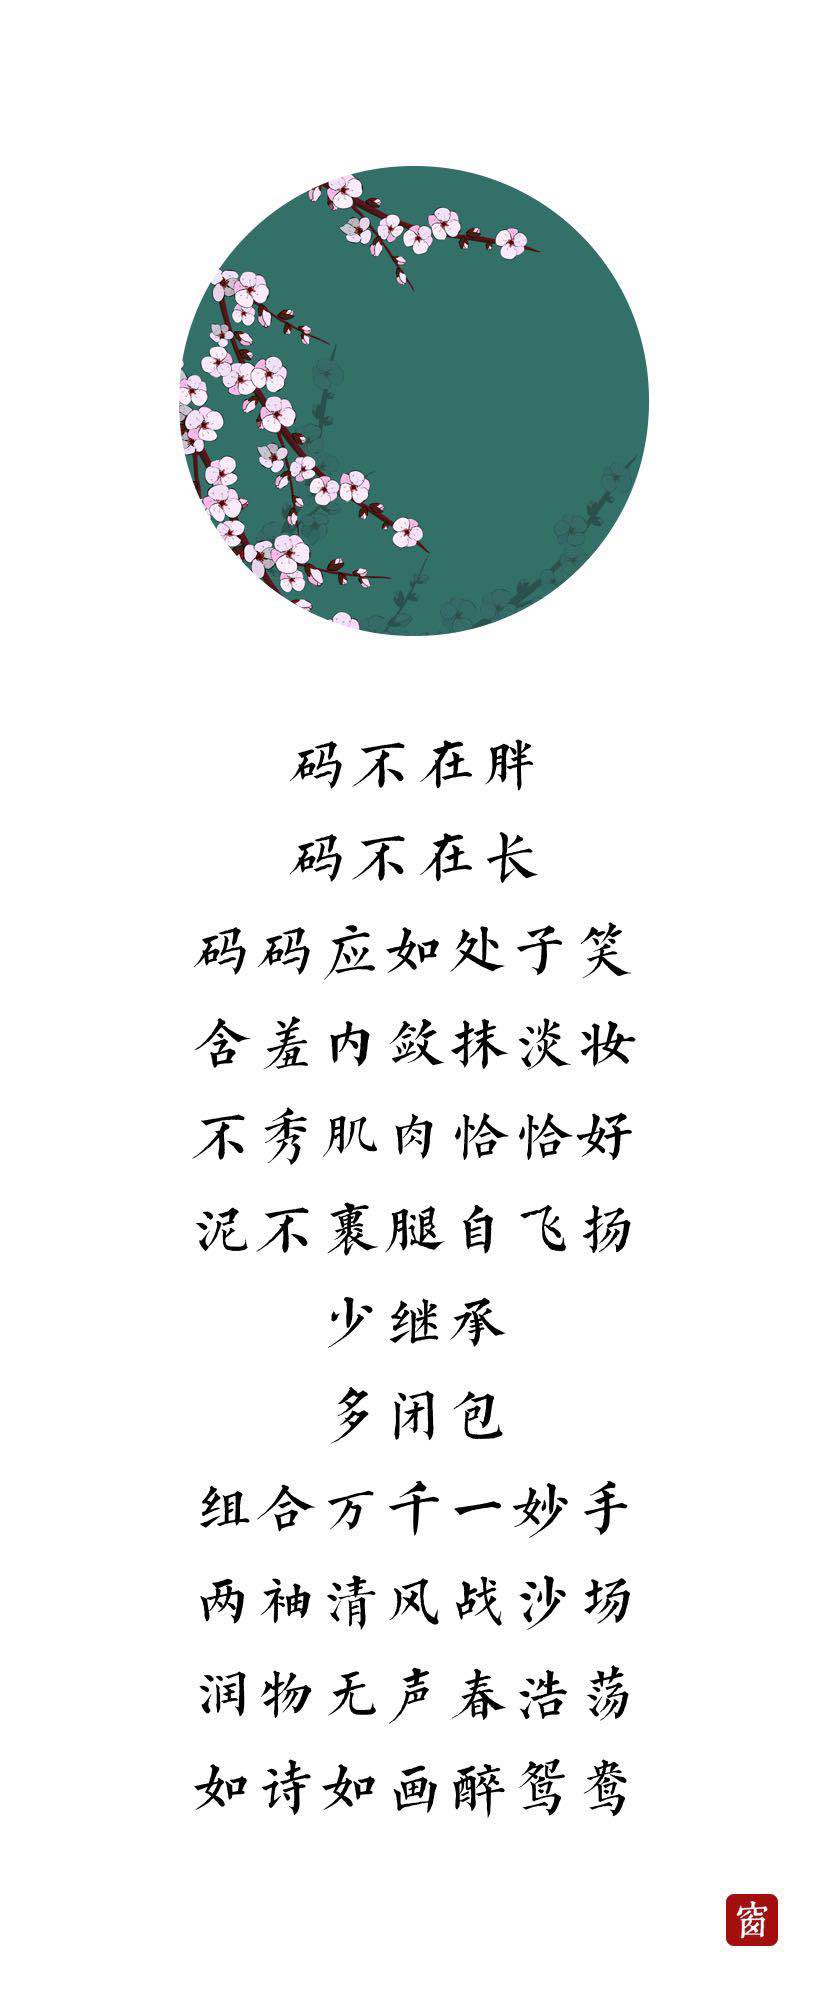 码不在胖
码不在长
码码应如处子笑
含羞内敛抹淡妆
不秀肌肉恰恰好
泥不裹腿自飞扬
少继承
多闭包
组合万千一妙手
两袖清风战沙场
润物无声春浩荡
如诗如画醉鸳鸯
窗